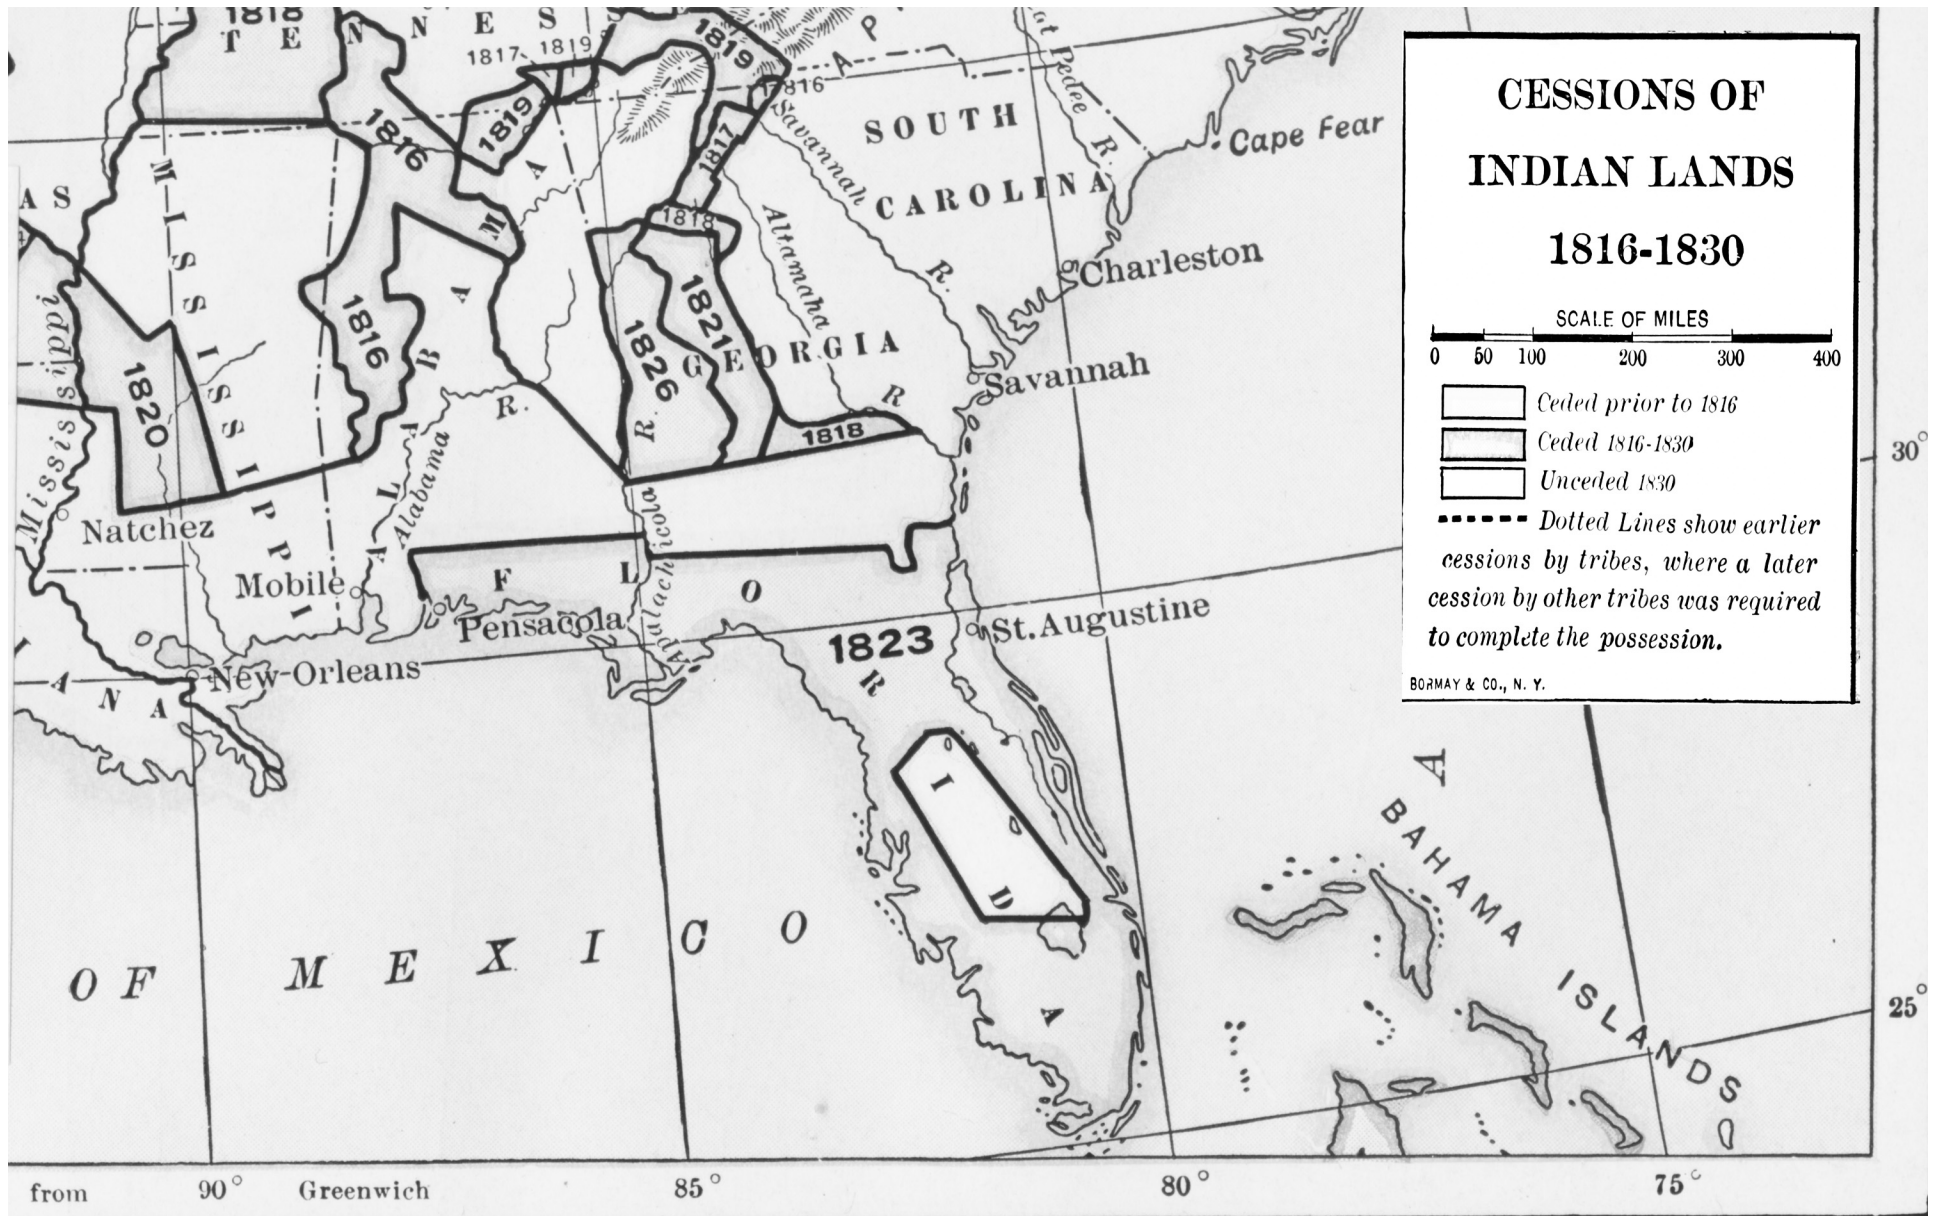 CESSIONS OF
INDIAN LANDS
1816-1830
SCALE OF MILES
0 50 100 200 300 400
Ceded prior to 1816
Ceded 1816-1830
Unceded 1830
Dotted Lines show earlier
cessions by tribes, where a later
cession by other tribes was required
to complete the possession.
BORMAY & CO., N. Y.
1818
TENNES
1817
1819
1819
1816
AP
at Pedee R.
1816
1819
1817
Savannah R.
SOUTH
CAROLINA
Cape Fear
AS
MISSISSIPPI
ALABAMA
1818
Altamaha R.
Charleston
Mississippi
1816
1821
1826
GEORGIA
Savannah
1820
R.
R.
1818
30°
Alabama
Natchez
Apalachicola
Mobile
FLORIDA
Pensacola
St. Augustine
1823
New Orleans
IANA
A
BAHAMA ISLANDS
OF MEXICO
25°
from 90° Greenwich 85° 80° 75°